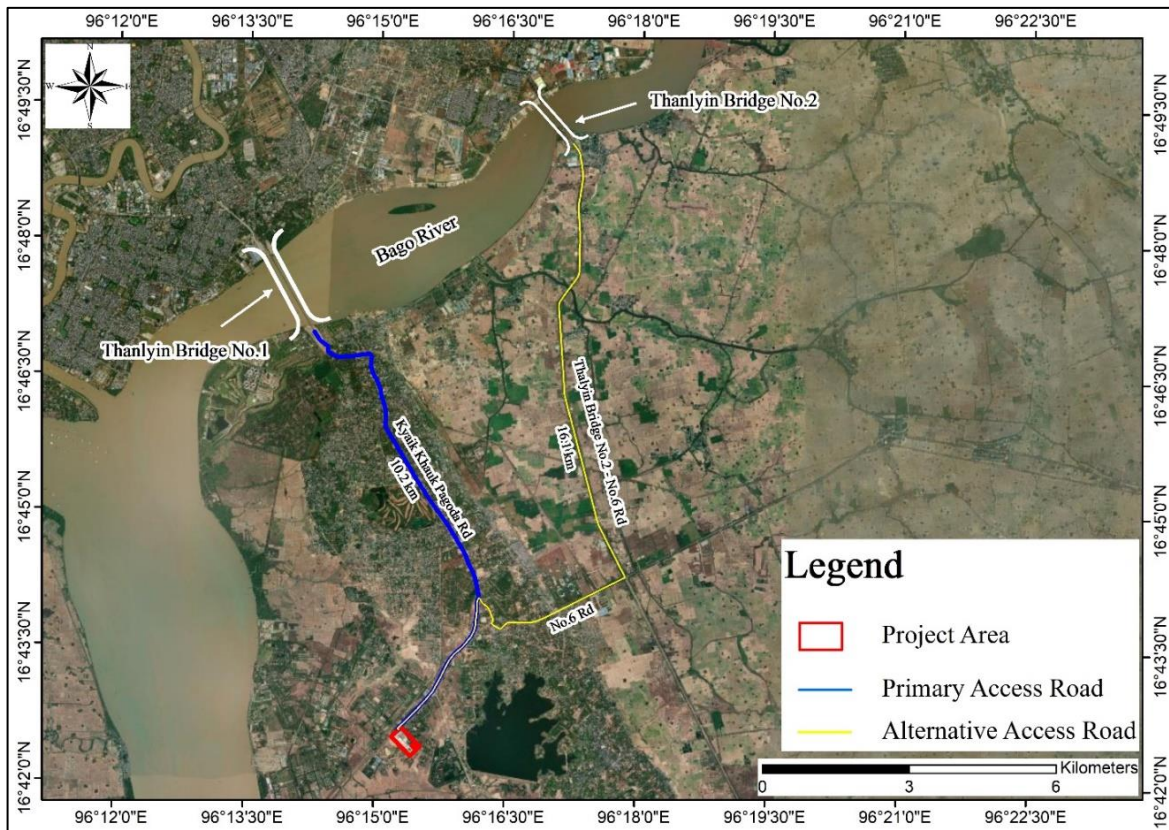 96°12'0"E 96°13'30"E 96°15'0"E 96°16'30"E 96°18'0"E 96°19'30"E 96°21'0"E 96°22'30"E
N
W E
S
16°49'30"N
16°49'30"N
Thanlyin Bridge No.2
16°48'0"N
16°48'0"N
Bago River
Thanlyin Bridge No.1
16°46'30"N
16°46'30"N
Kyaik Khauk Pagoda Rd
10.2 km
Thalyin Bridge No.2 - No.6 Rd
16.1 km
16°45'0"N
16°45'0"N
No.6 Rd
16°43'30"N
16°43'30"N
16°42'0"N
16°42'0"N
Legend
Project Area
Primary Access Road
Alternative Access Road
Kilometers
0 3 6
96°12'0"E 96°13'30"E 96°15'0"E 96°16'30"E 96°18'0"E 96°19'30"E 96°21'0"E 96°22'30"E